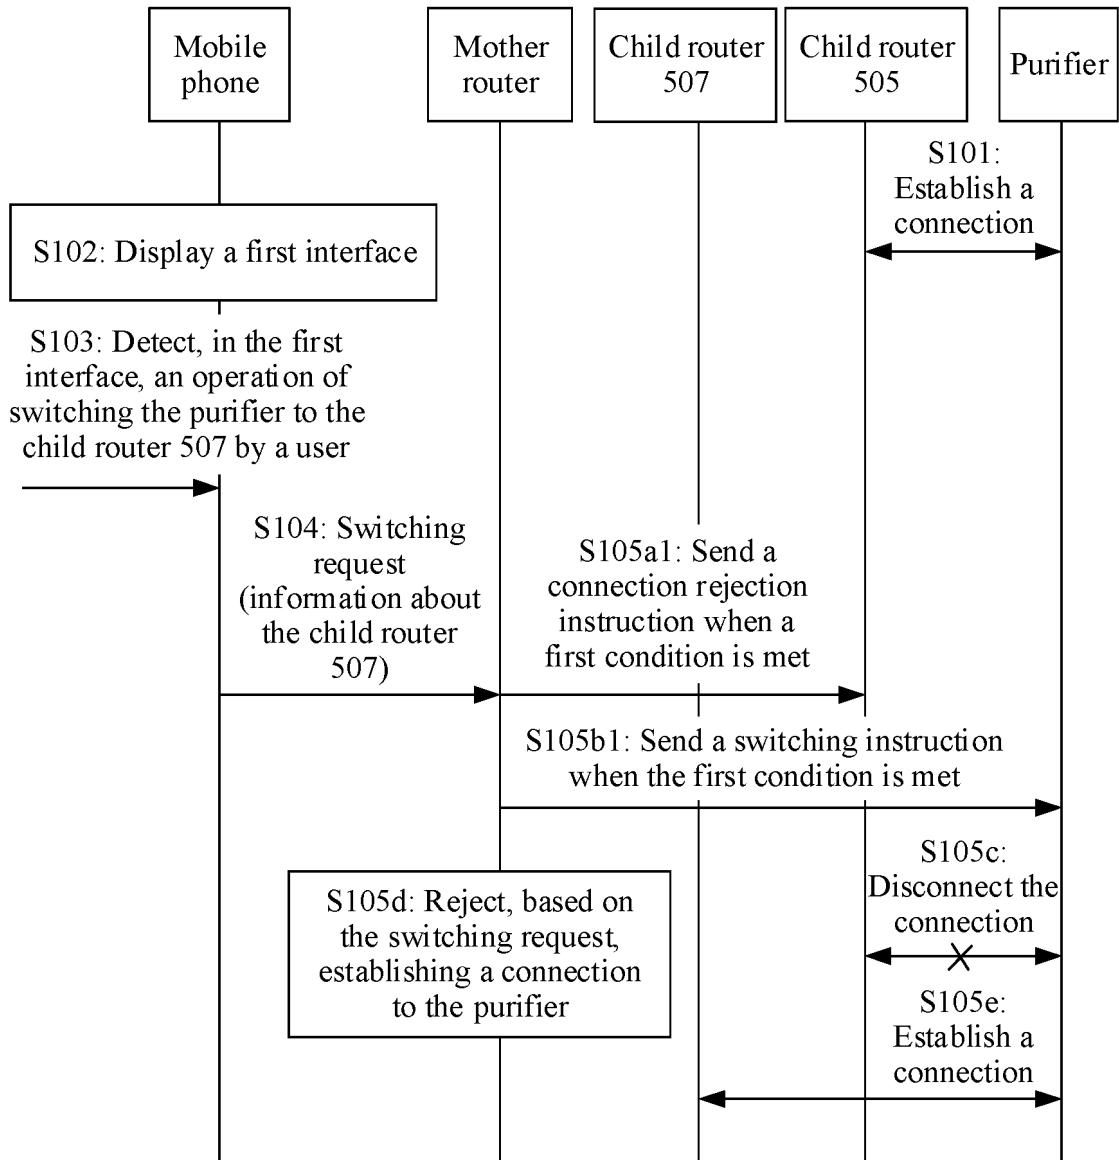 Mobile
phone
Mother
router
Child router
507
Child router
505
Purifier
S101:
Establish a
connection
S102: Display a first interface
S103: Detect, in the first
interface, an operation of
switching the purifier to the
child router 507 by a user
S104: Switching
request
(information about
the child router
507)
S105a1: Send a
connection rejection
instruction when a
first condition is met
S105b1: Send a switching instruction
when the first condition is met
S105c:
Disconnect the
connection
S105d: Reject, based on
the switching request,
establishing a connection
to the purifier
S105e:
Establish a
connection